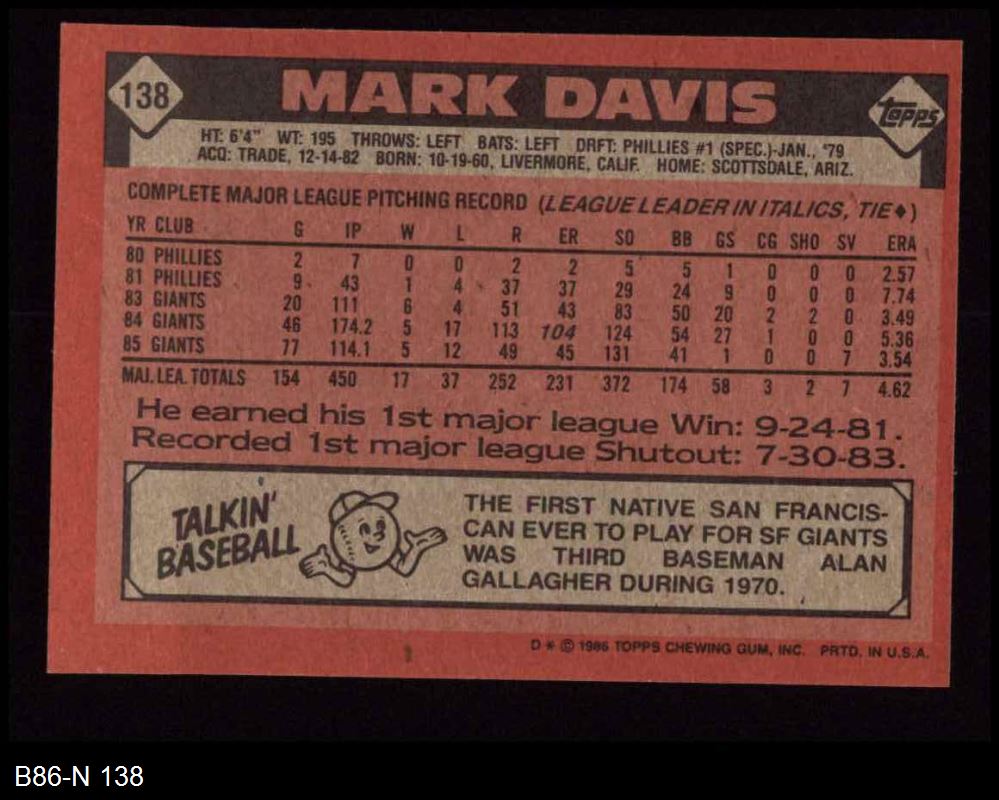 138
MARK DAVIS
topps
HT: 6'4" WT: 195 THROWS: LEFT BATS: LEFT DRFT: PHILLIES #1 (SPEC.)-JAN., '79
ACQ: TRADE, 12-14-82 BORN: 10-19-60, LIVERMORE, CALIF. HOME: SCOTTSDALE, ARIZ.
COMPLETE MAJOR LEAGUE PITCHING RECORD (LEAGUE LEADER IN ITALICS, TIE♦)
YR CLUB G IP W L R ER SO BB GS CG SHO SV ERA
80 PHILLIES 2 7 0 0 2 2 5 5 1 0 0 0 2.57
81 PHILLIES 9 43 1 4 37 37 29 24 9 0 0 0 7.74
83 GIANTS 20 111 6 4 51 43 83 50 20 2 2 0 3.49
84 GIANTS 46 174.2 5 17 113 104 124 54 27 1 0 0 5.36
85 GIANTS 77 114.1 5 12 49 45 131 41 1 0 0 7 3.54
MAJ. LEA. TOTALS 154 450 17 37 252 231 372 174 58 3 2 7 4.62
He earned his 1st major league Win: 9-24-81.
Recorded 1st major league Shutout: 7-30-83.
TALKIN'
BASEBALL
THE FIRST NATIVE SAN FRANCIS-
CAN EVER TO PLAY FOR SF GIANTS
WAS THIRD BASEMAN ALAN
GALLAGHER DURING 1970.
D * © 1986 TOPPS CHEWING GUM, INC. PRTD. IN U.S.A.
B86-N 138